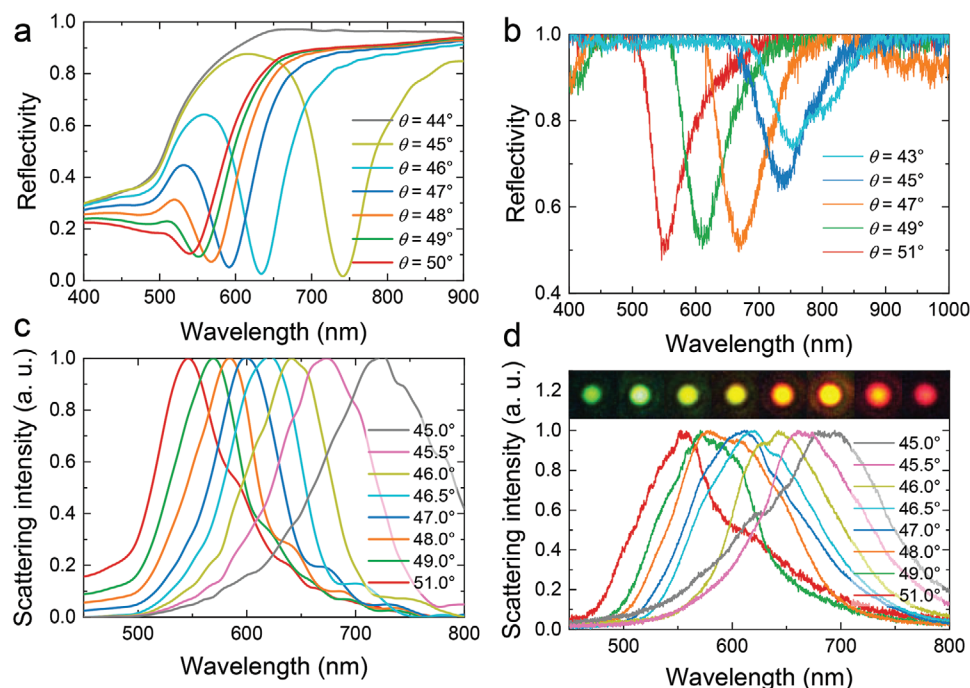 a
1.0
0.8
0.6
0.4
0.2
0.0
Reflectivity
θ = 44°
θ = 45°
θ = 46°
θ = 47°
θ = 48°
θ = 49°
θ = 50°
400 500 600 700 800 900
Wavelength (nm)
b
1.0
0.8
0.6
0.4
Reflectivity
θ = 43°
θ = 45°
θ = 47°
θ = 49°
θ = 51°
400 500 600 700 800 900 1000
Wavelength (nm)
c
1.0
0.8
0.6
0.4
0.2
0.0
Scattering intensity (a. u.)
45.0°
45.5°
46.0°
46.5°
47.0°
48.0°
49.0°
51.0°
500 600 700 800
Wavelength (nm)
d
1.2
1.0
0.8
0.6
0.4
0.2
0.0
Scattering intensity (a. u.)
45.0°
45.5°
46.0°
46.5°
47.0°
48.0°
49.0°
51.0°
500 600 700 800
Wavelength (nm)